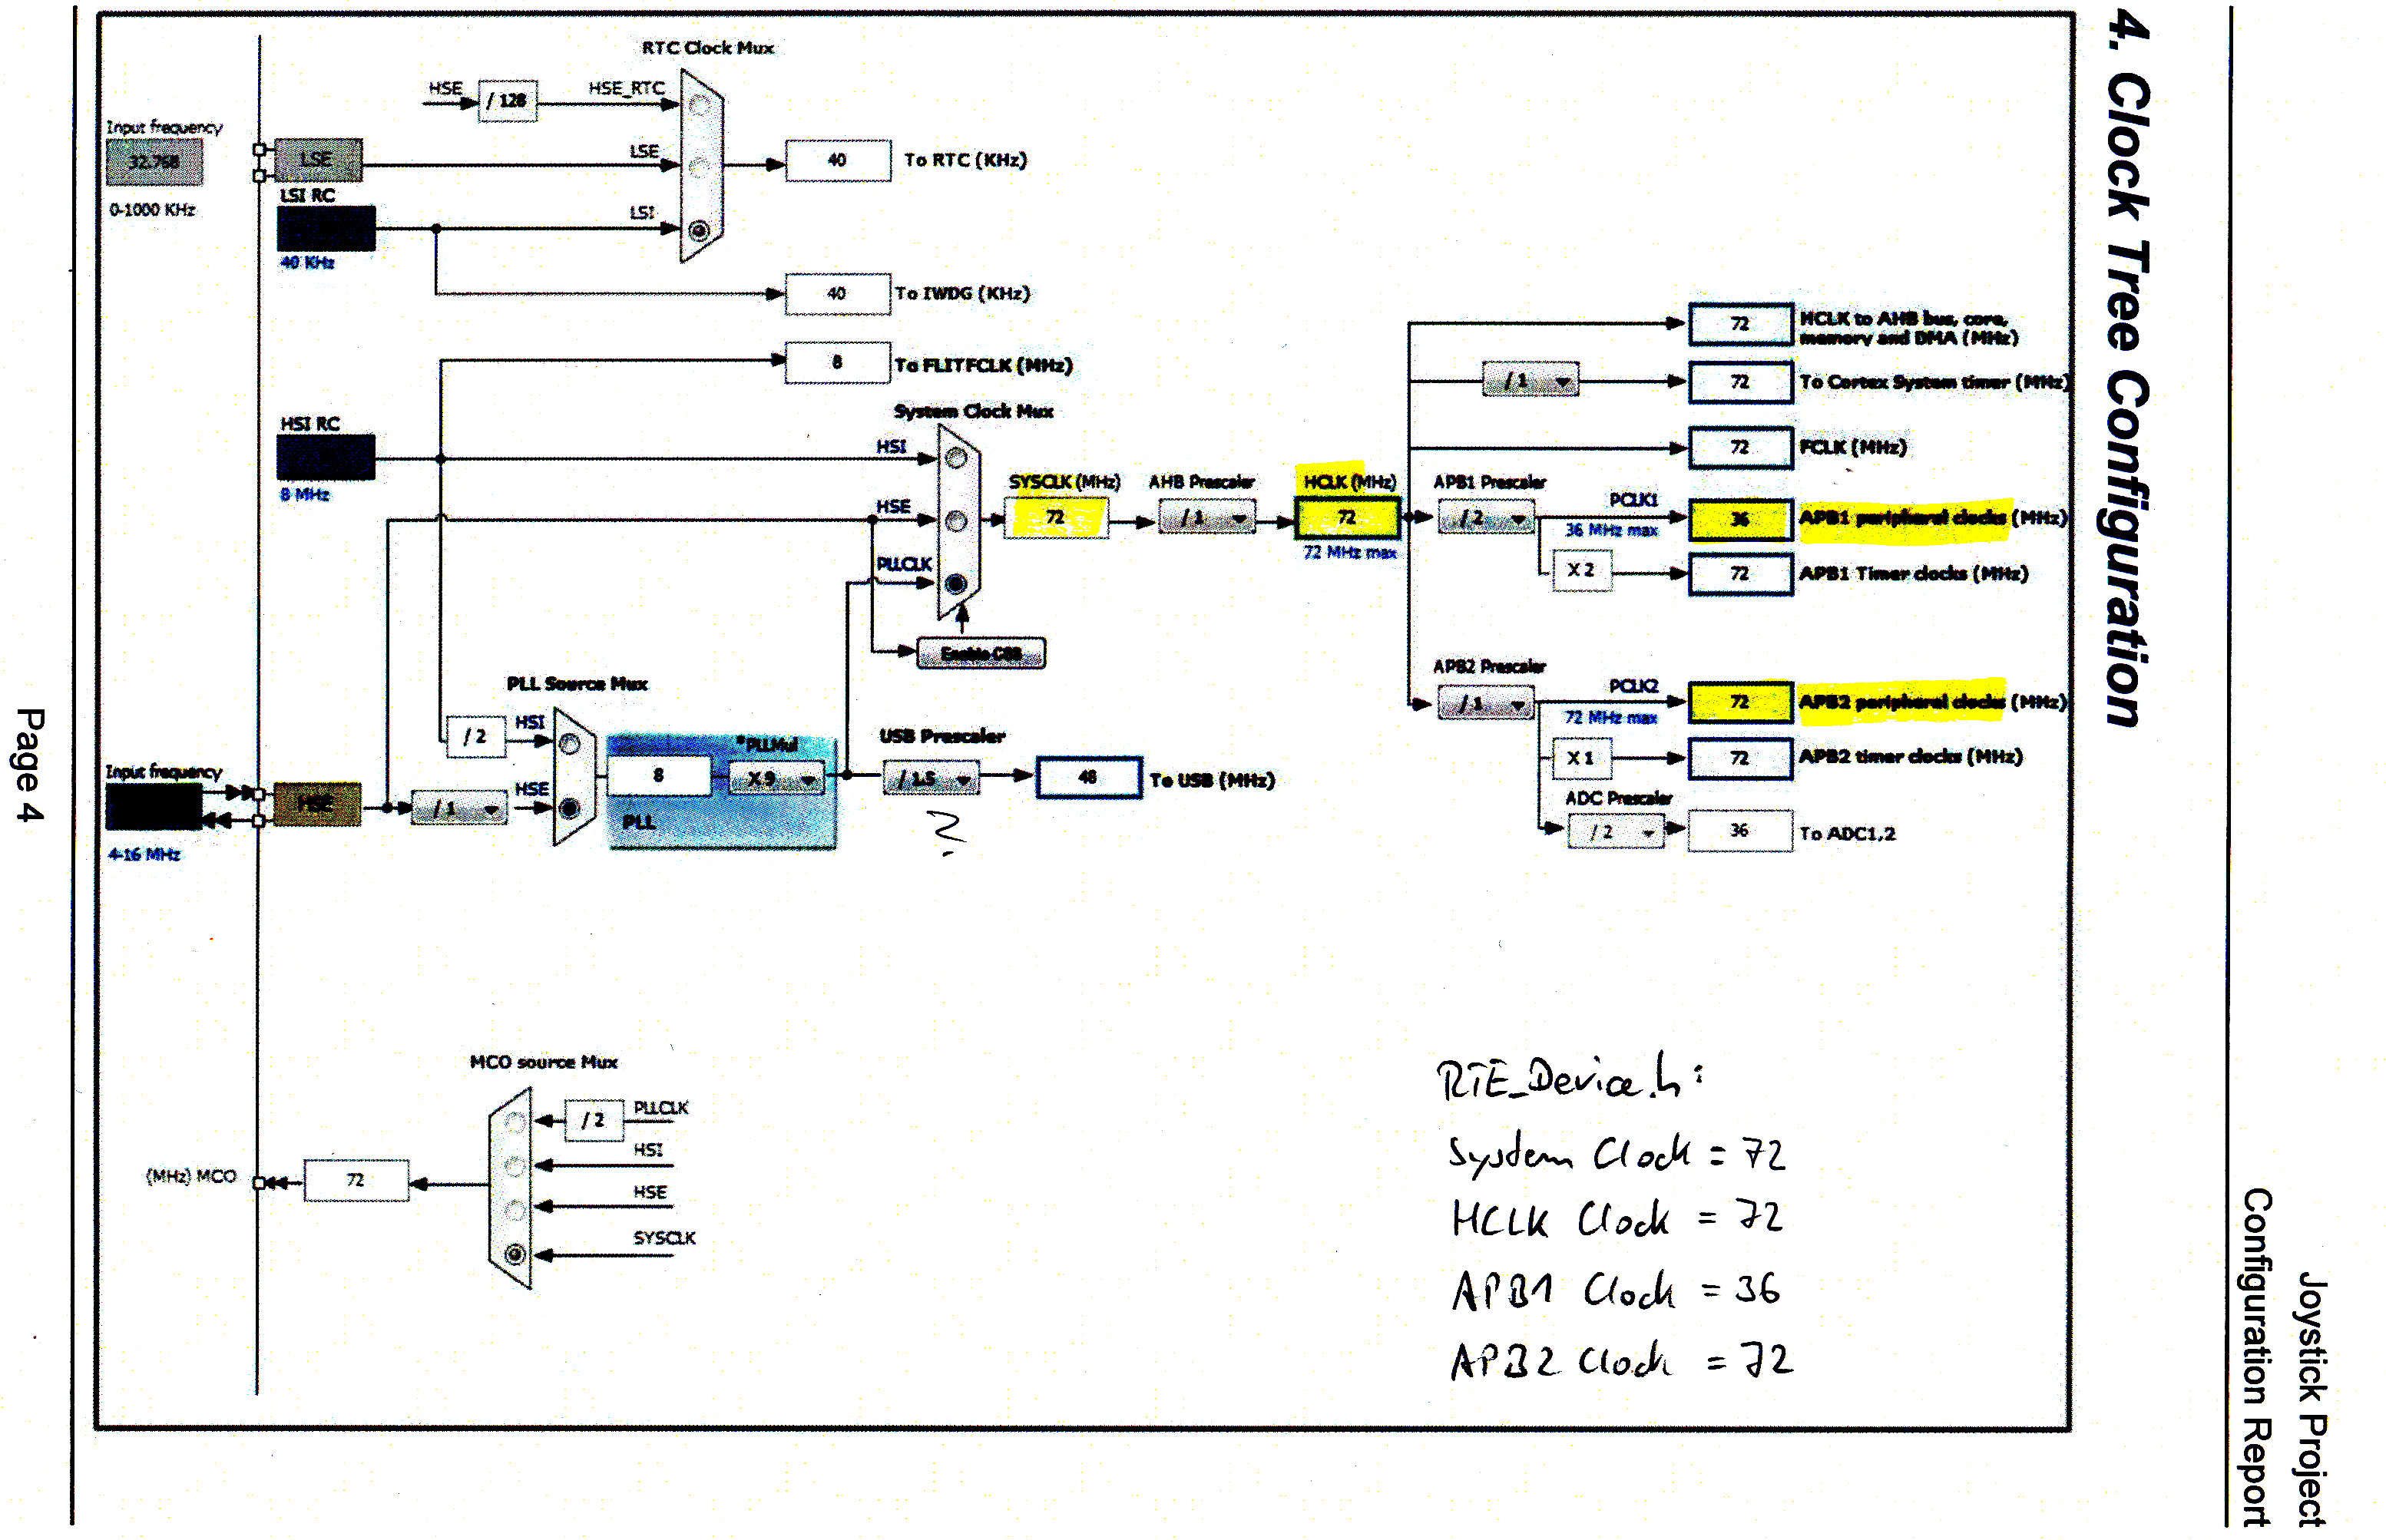 Joystick Project
Configuration Report
4. Clock Tree Configuration
RTC Clock Mux
HSE
/ 128
HSE_RTC
Input frequency
32.768
LSE
LSE
40
To RTC (KHz)
0-1000 KHz
LSI RC
LSI
40 KHz
40
To IWDG (KHz)
8
To FLITFCLK (MHz)
HSI RC
8 MHz
System Clock Mux
HSI
HSE
PLLCLK
SYSCLK (MHz)
72
AHB Prescaler
/ 1
HCLK (MHz)
72
72 MHz max
72
HCLK to AHB bus, core,
memory and DMA (MHz)
/ 1
72
To Cortex System timer (MHz)
72
FCLK (MHz)
APB1 Prescaler
/ 2
PCLK1
36 MHz max
36
APB1 peripheral clocks (MHz)
X 2
72
APB1 Timer clocks (MHz)
Enable CSS
APB2 Prescaler
/ 1
PCLK2
72 MHz max
72
APB2 peripheral clocks (MHz)
X 1
72
APB2 timer clocks (MHz)
ADC Prescaler
/ 2
36
To ADC1,2
PLL Source Mux
/ 2
HSI
Input frequency
4-16 MHz
HSE
/ 1
HSE
8
*PLLMul
X 9
PLL
USB Prescaler
/ 1.5
48
To USB (MHz)
?
MCO source Mux
/ 2
PLLCLK
HSI
HSE
SYSCLK
(MHz) MCO
72
RTE_Device.h:
System Clock = 72
HCLK Clock = 72
APB1 Clock = 36
APB2 Clock = 72
Page 4